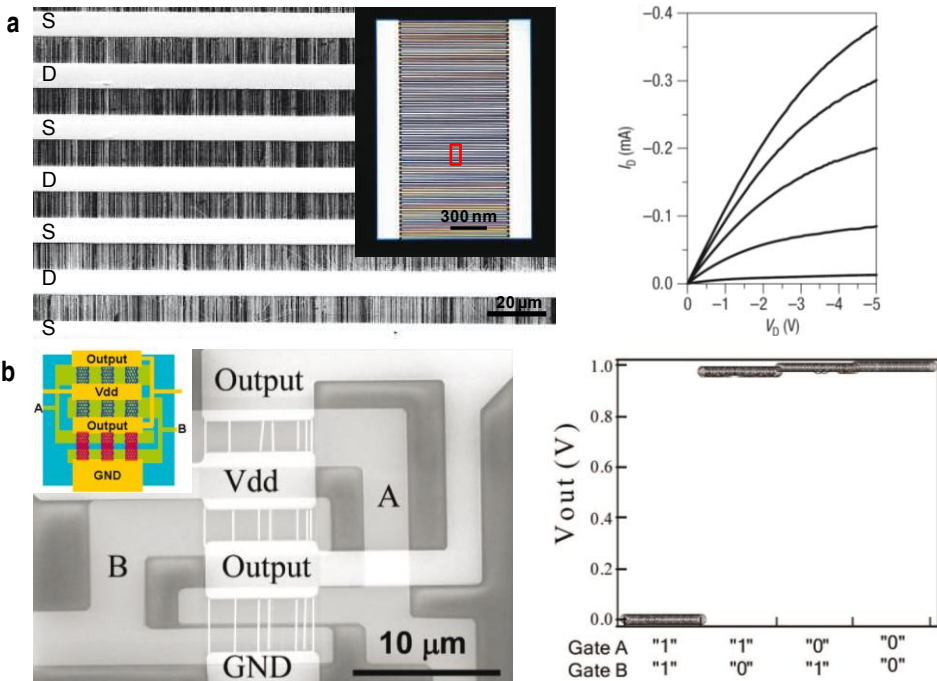 a
S
D
S
D
S
D
S
300 nm
20 µm
I_D (mA)
−0.4
−0.3
−0.2
−0.1
0.0
0 −1 −2 −3 −4 −5
V_D (V)
b
Output
Vdd
A
Output
B
GND
Output
Vdd
A
B
Output
10 μm
GND
Vout (V)
1.0
0.8
0.6
0.4
0.2
0.0
Gate A "1" "1" "0" "0"
Gate B "1" "0" "1" "0"